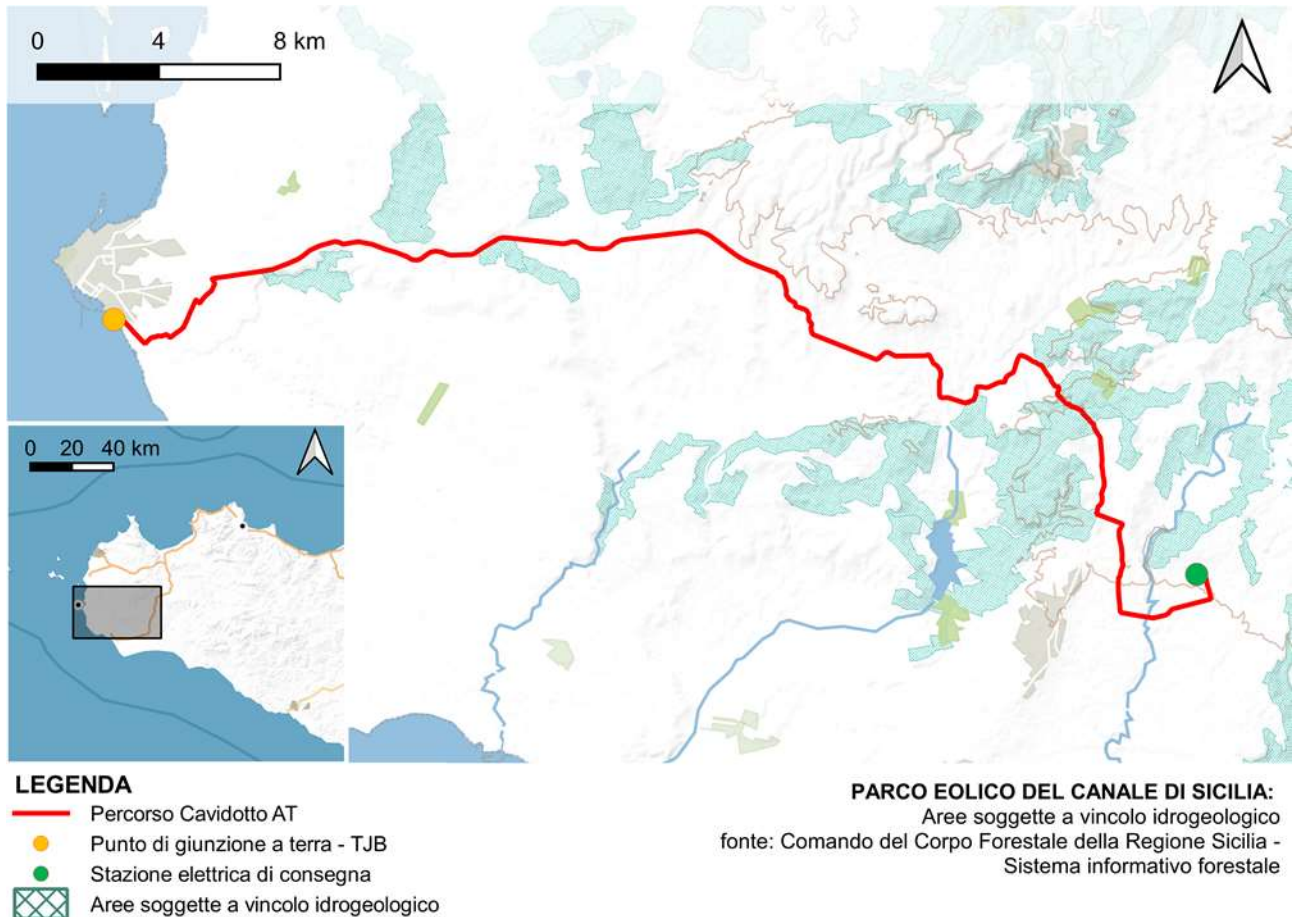 0 4 8 km
0 20 40 km
LEGENDA
Percorso Cavidotto AT
Punto di giunzione a terra - TJB
Stazione elettrica di consegna
Aree soggette a vincolo idrogeologico
PARCO EOLICO DEL CANALE DI SICILIA:
Aree soggette a vincolo idrogeologico
fonte: Comando del Corpo Forestale della Regione Sicilia -
Sistema informativo forestale